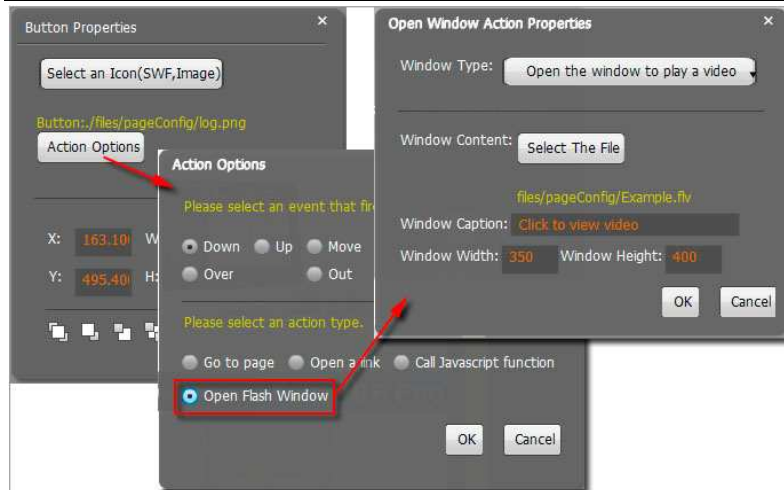 Button Properties
Select an Icon(SWF,Image)
Button:./files/pageConfig/log.png
Action Options
X: 163.10
Y: 495.40 H:
Action Options
Please select an event that
Down Up Move
Over Out
Please select an action type.
Go to page Open a link Call Javascript function
Open Flash Window
OK Cancel
Open Window Action Properties
Window Type: Open the window to play a video
Window Content: Select The File
files/pageConfig/Example.flv
Window Caption: Click to view video
Window Width: 350 Window Height: 400
OK Cancel